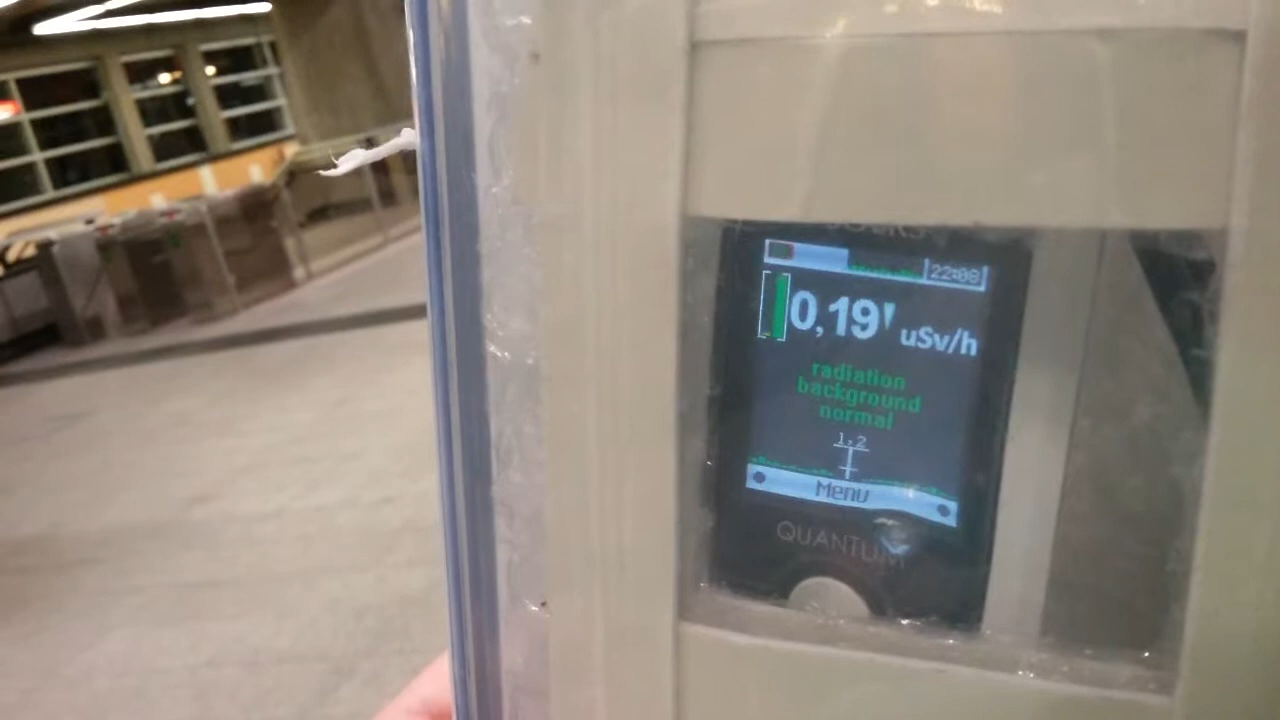 22:08
0,19 uSv/h
radiation
background
normal
1,2
Menu
QUANTUM